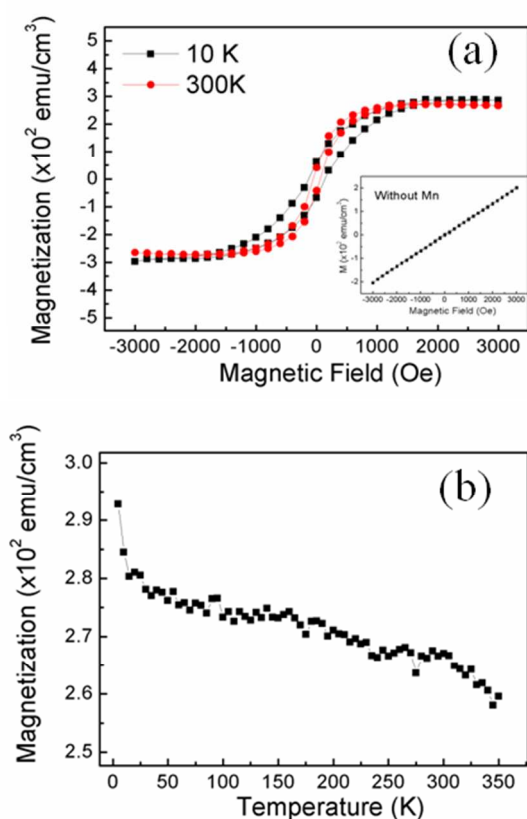 (a)
10 K
300K
5
4
3
2
1
0
-1
-2
-3
-4
-5
Magnetization (x10² emu/cm³)
-3000 -2000 -1000 0 1000 2000 3000
Magnetic Field (Oe)
Without Mn
2
1
0
-1
-2
M (x10² emu/cm³)
-3000 -2000 -1000 0 1000 2000 3000
Magnetic Field (Oe)
(b)
3.0
2.9
2.8
2.7
2.6
2.5
Magnetization (x10² emu/cm³)
0 50 100 150 200 250 300 350
Temperature (K)